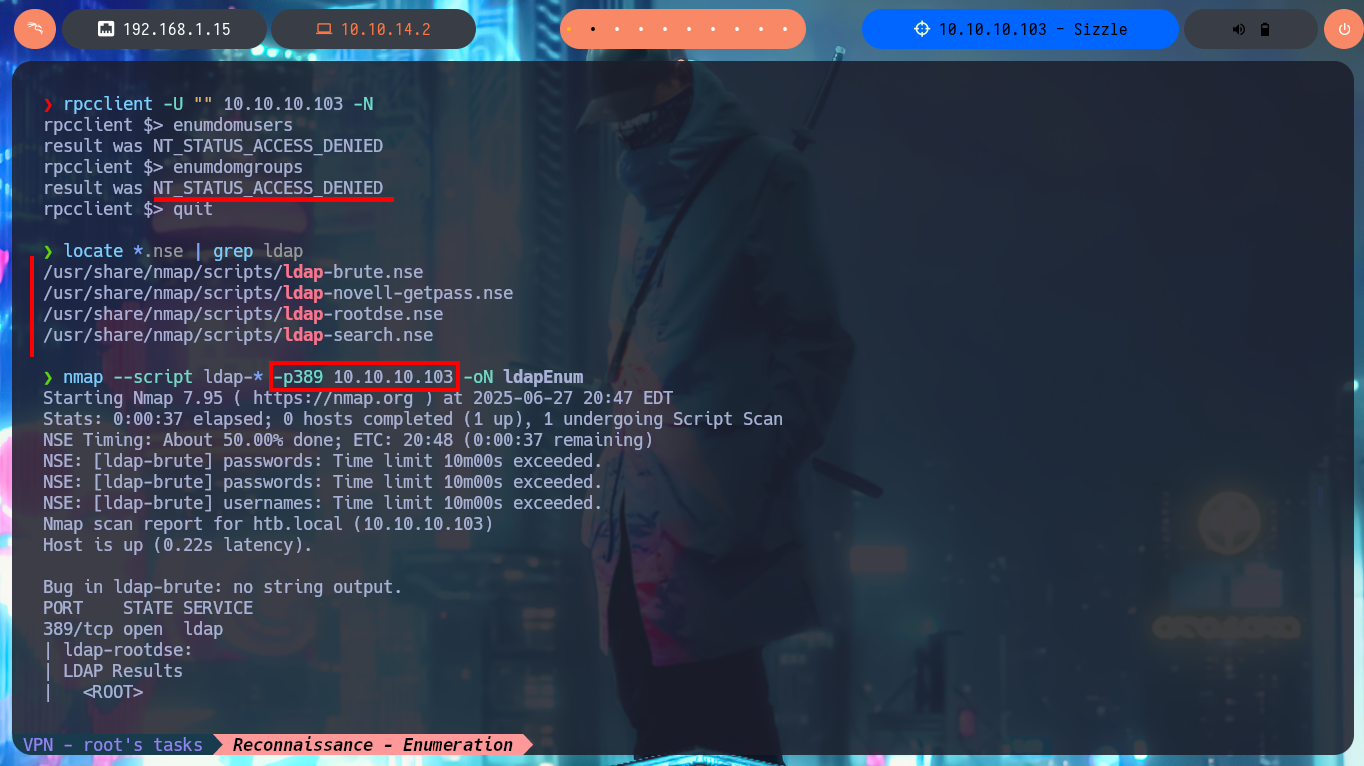 192.168.1.15
10.10.14.2
10.10.10.103 - Sizzle
❯ rpcclient -U "" 10.10.10.103 -N
rpcclient $> enumdomusers
result was NT_STATUS_ACCESS_DENIED
rpcclient $> enumdomgroups
result was NT_STATUS_ACCESS_DENIED
rpcclient $> quit
❯ locate *.nse | grep ldap
/usr/share/nmap/scripts/ldap-brute.nse
/usr/share/nmap/scripts/ldap-novell-getpass.nse
/usr/share/nmap/scripts/ldap-rootdse.nse
/usr/share/nmap/scripts/ldap-search.nse
❯ nmap --script ldap-* -p389 10.10.10.103 -oN ldapEnum
Starting Nmap 7.95 ( https://nmap.org ) at 2025-06-27 20:47 EDT
Stats: 0:00:37 elapsed; 0 hosts completed (1 up), 1 undergoing Script Scan
NSE Timing: About 50.00% done; ETC: 20:48 (0:00:37 remaining)
NSE: [ldap-brute] passwords: Time limit 10m00s exceeded.
NSE: [ldap-brute] passwords: Time limit 10m00s exceeded.
NSE: [ldap-brute] usernames: Time limit 10m00s exceeded.
Nmap scan report for htb.local (10.10.10.103)
Host is up (0.22s latency).
Bug in ldap-brute: no string output.
PORT    STATE SERVICE
389/tcp open  ldap
| ldap-rootdse:
| LDAP Results
|   <ROOT>
VPN - root's tasks
Reconnaissance - Enumeration